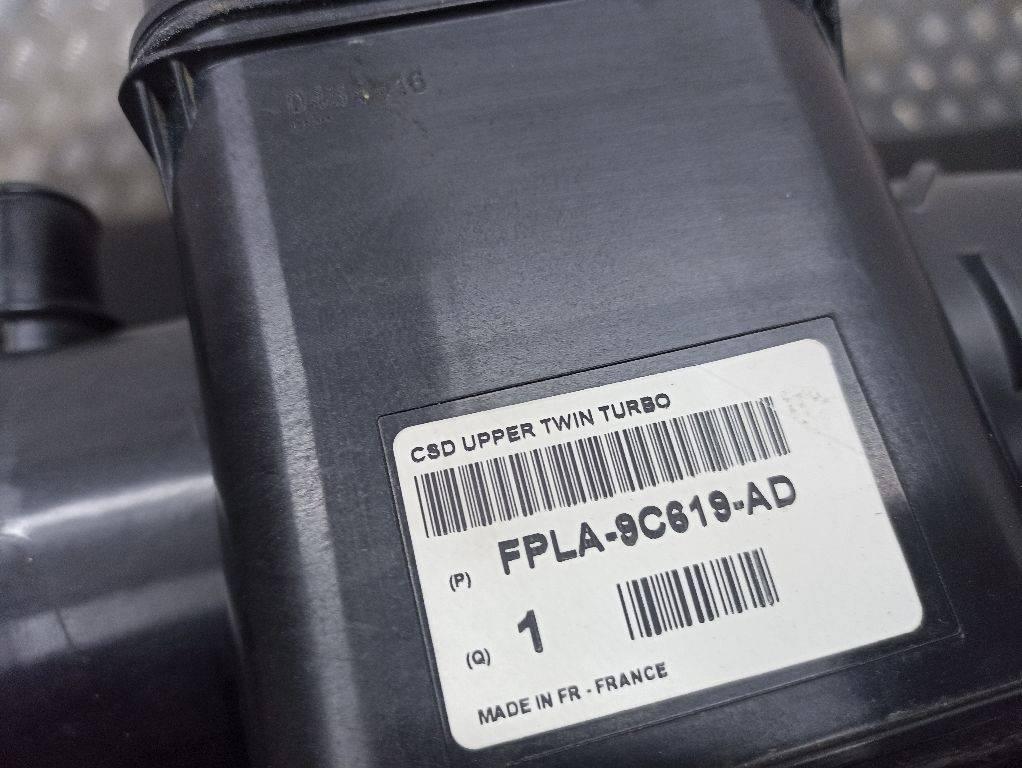 CSD UPPER TWIN TURBO
FPLA-9C619-AD
(P)
1
(Q)
MADE IN FR - FRANCE